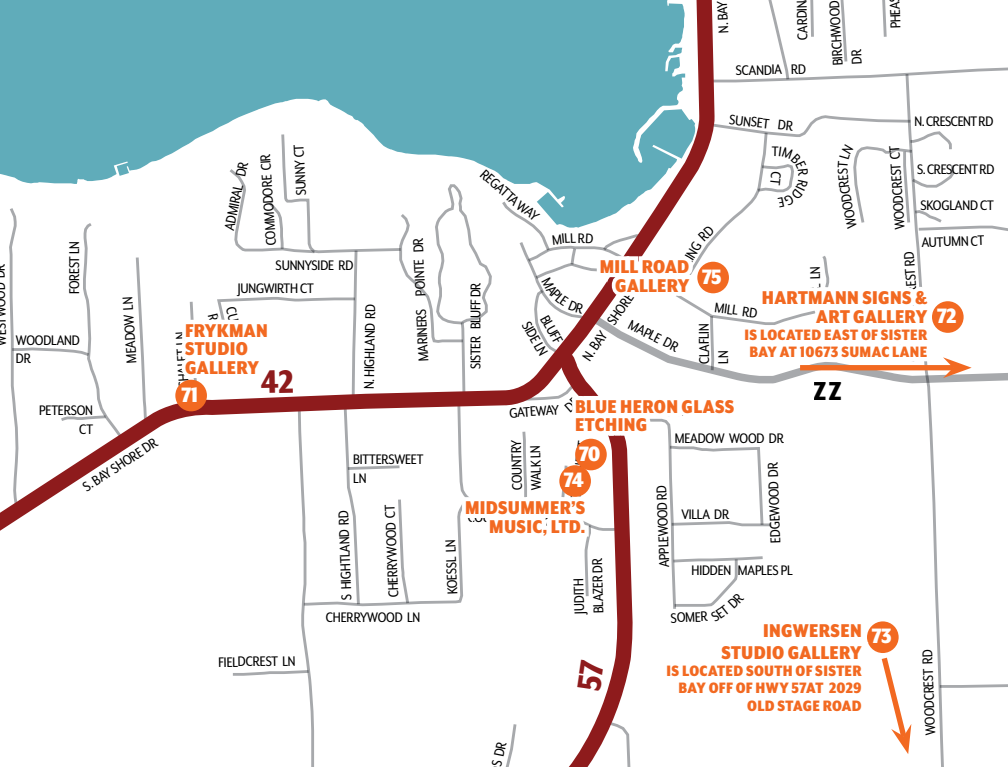 N. BAY
CARDIN
BIRCHWOOD
DR
PHEAS
SCANDIA RD
SUNSET DR
N. CRESCENT RD
TIMBER RIDGE
CT
WOODCREST LN
WOODCREST CT
S. CRESCENT RD
SKOGLAND CT
AUTUMN CT
ADMIRAL DR
COMMODORE CIR
SUNNY CT
REGATTA WAY
MILL RD
ING RD
EST RD
LN
FOREST LN
WESTWOOD DR
SUNNYSIDE RD
JUNGWIRTH CT
MEADOW LN
MARINERS POINTE DR
SISTER BLUFF DR
N. HIGHLAND RD
MAPLE DR
BLUFF
SIDE LN
N. BAY SHORE
MILL ROAD
GALLERY
75
MILL RD
MAPLE DR
CLAFLIN
LN
HARTMANN SIGNS &
ART GALLERY
72
IS LOCATED EAST OF SISTER
BAY AT 10673 SUMAC LANE
ZZ
WOODLAND
DR
FRYKMAN
STUDIO
GALLERY
71
42
PETERSON
CT
S. BAY SHORE DR
GATEWAY
BLUE HERON GLASS
ETCHING
70
74
MIDSUMMER'S
MUSIC, LTD.
COUNTRY
WALK LN
MEADOW WOOD DR
EDGEWOOD DR
APPLEWOOD RD
VILLA DR
HIDDEN MAPLES PL
SOMER SET DR
BITTERSWEET
LN
S HIGHTLAND RD
CHERRYWOOD CT
KOESSL LN
CHERRYWOOD LN
JUDITH
BLAZER DR
FIELDCREST LN
57
INGWERSEN
STUDIO GALLERY
73
IS LOCATED SOUTH OF SISTER
BAY OFF OF HWY 57AT 2029
OLD STAGE ROAD
WOODCREST RD
S DR